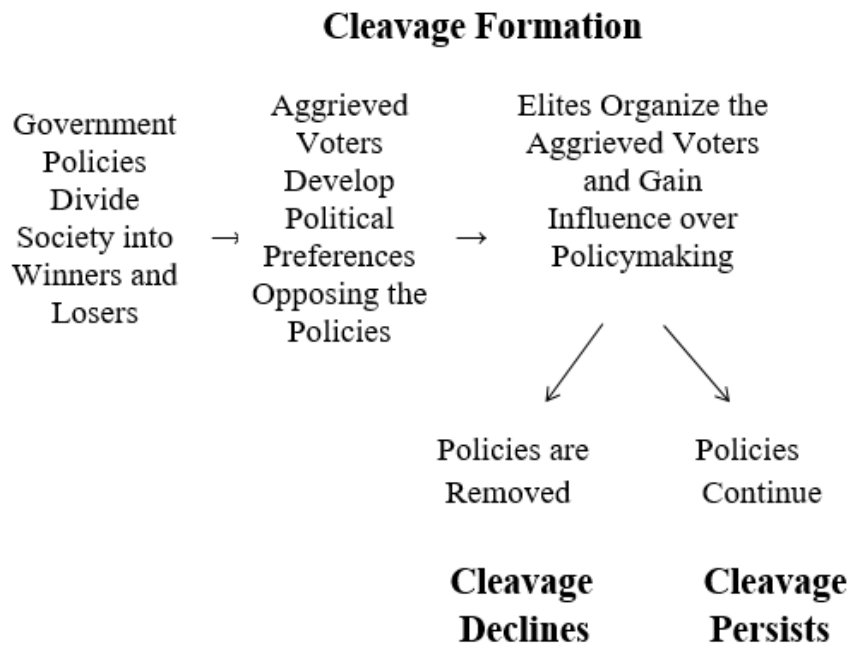 Cleavage Formation
Government
Policies
Divide
Society into
Winners and
Losers
→
Aggrieved
Voters
Develop
Political
Preferences
Opposing the
Policies
→
Elites Organize the
Aggrieved Voters
and Gain
Influence over
Policymaking
Policies are
Removed
Cleavage
Declines
Policies
Continue
Cleavage
Persists